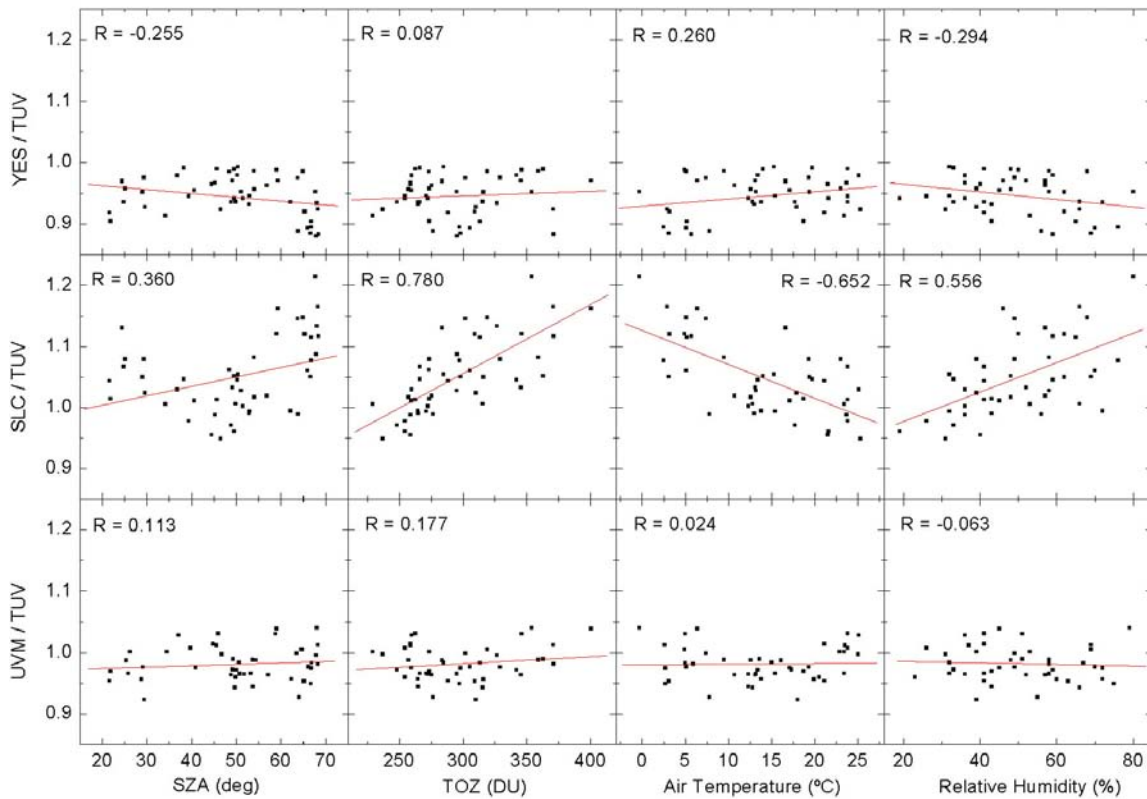 R = -0.255
R = 0.087
R = 0.260
R = -0.294
1.2
1.1
1.0
0.9
YES / TUV
R = 0.360
R = 0.780
R = -0.652
R = 0.556
1.2
1.1
1.0
0.9
SLC / TUV
R = 0.113
R = 0.177
R = 0.024
R = -0.063
1.2
1.1
1.0
0.9
UVM / TUV
20 30 40 50 60 70
250 300 350 400
0 5 10 15 20 25
20 40 60 80
SZA (deg)
TOZ (DU)
Air Temperature (ºC)
Relative Humidity (%)